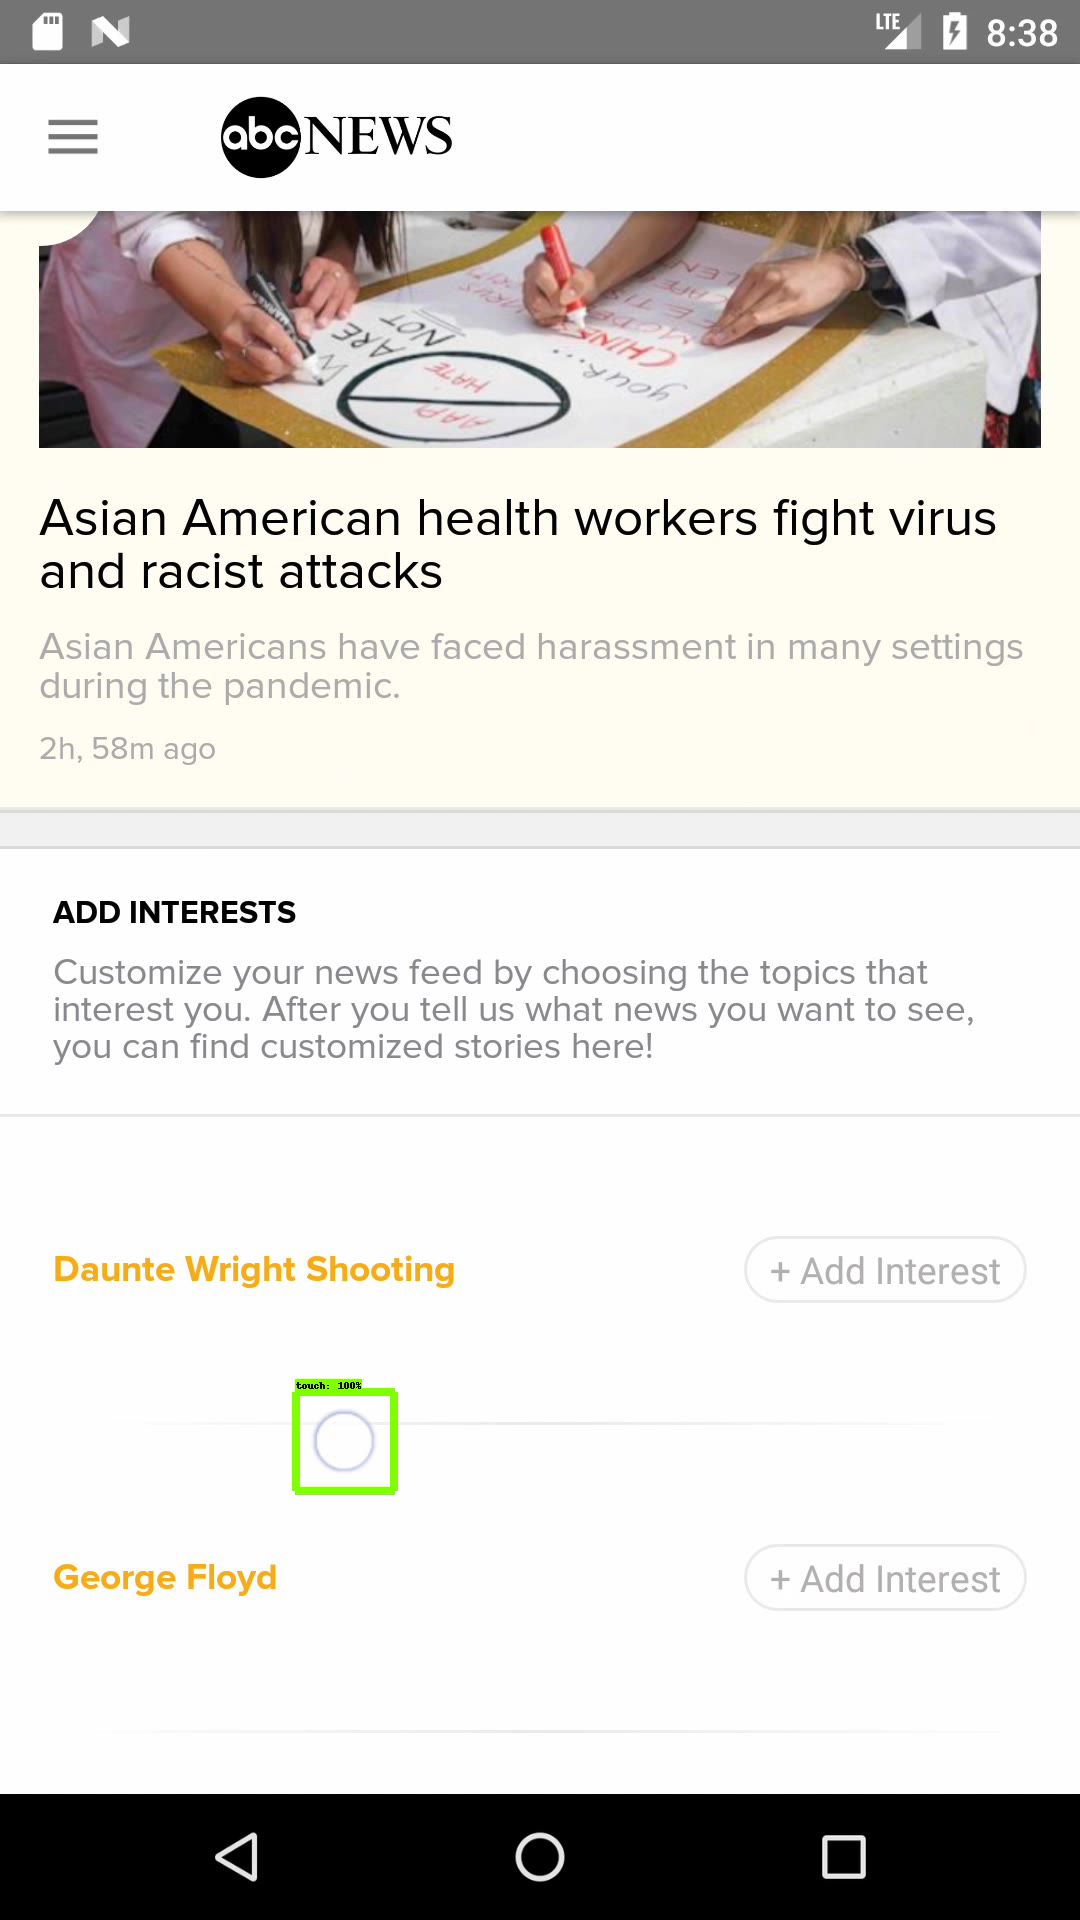 LTE 8:38
abc NEWS
WE ARE NOT
YOUR...
CHINESE
HATE
AAPI
Asian American health workers fight virus
and racist attacks
Asian Americans have faced harassment in many settings
during the pandemic.
2h, 58m ago
ADD INTERESTS
Customize your news feed by choosing the topics that
interest you. After you tell us what news you want to see,
you can find customized stories here!
Daunte Wright Shooting
+ Add Interest
touch: 100%
George Floyd
+ Add Interest